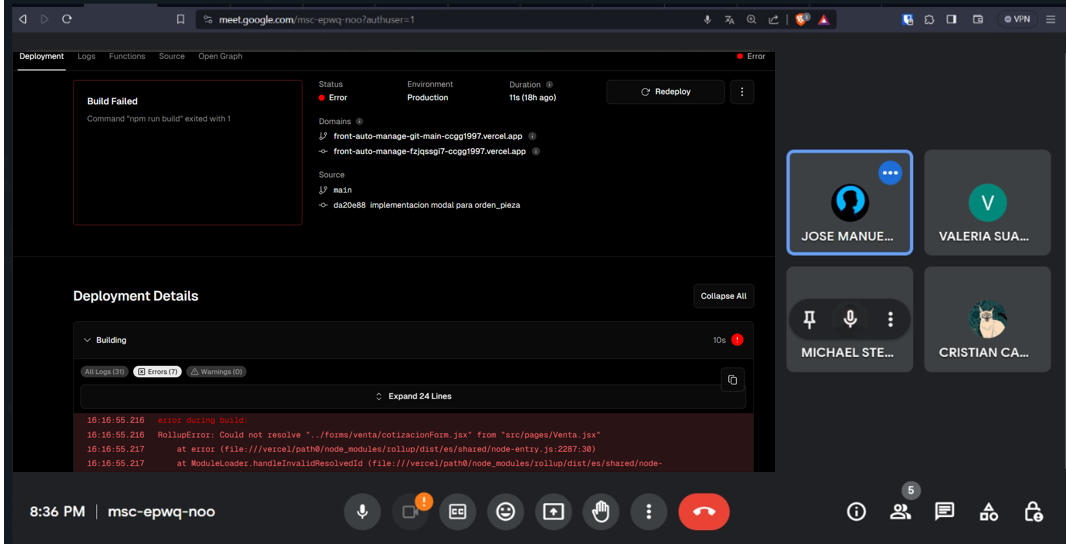 meet.google.com/msc-epwq-noo?authuser=1
VPN
Deployment Logs Functions Source Open Graph
Error
Build Failed
Command "npm run build" exited with 1
Status Environment Duration
Error Production 11s (18h ago)
Redeploy
Domains
front-auto-manage-git-main-ccgg1997.vercel.app
front-auto-manage-fzjqssgi7-ccgg1997.vercel.app
Source
main
da20e88 implementacion modal para orden_pieza
Deployment Details
Collapse All
Building
10s
All Logs (31) Errors (7) Warnings (0)
Expand 24 Lines
16:16:55.216 error during build:
16:16:55.216 RollupError: Could not resolve "../forms/venta/cotizacionForm.jsx" from "src/pages/Venta.jsx"
16:16:55.217 at error (file:///vercel/path0/node_modules/rollup/dist/es/shared/node-entry.js:2287:30)
16:16:55.217 at ModuleLoader.handleInvalidResolvedId (file:///vercel/path0/node_modules/rollup/dist/es/shared/node-
JOSE MANUE...
V
VALERIA SUA...
MICHAEL STE...
CRISTIAN CA...
8:36 PM | msc-epwq-noo
CC
5